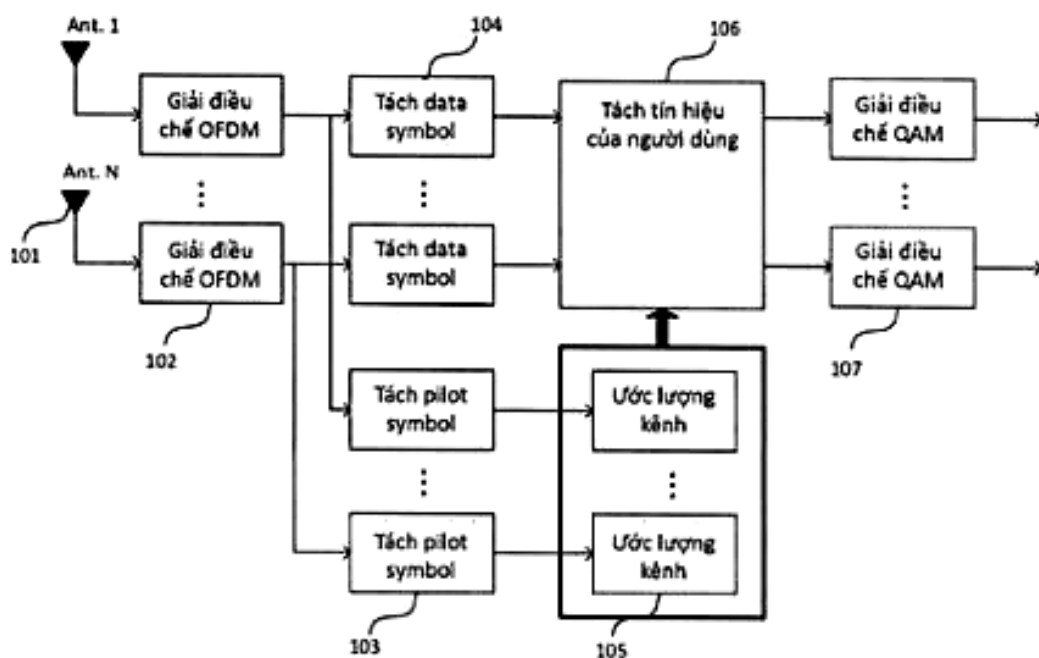 Ant. 1
104
106
Giải điều
chế OFDM
Tách data
symbol
Tách tín hiệu
của người dùng
Giải điều
chế QAM
Ant. N
101
Giải điều
chế OFDM
102
Tách data
symbol
Giải điều
chế QAM
107
Tách pilot
symbol
Ước lượng
kênh
Tách pilot
symbol
103
Ước lượng
kênh
105